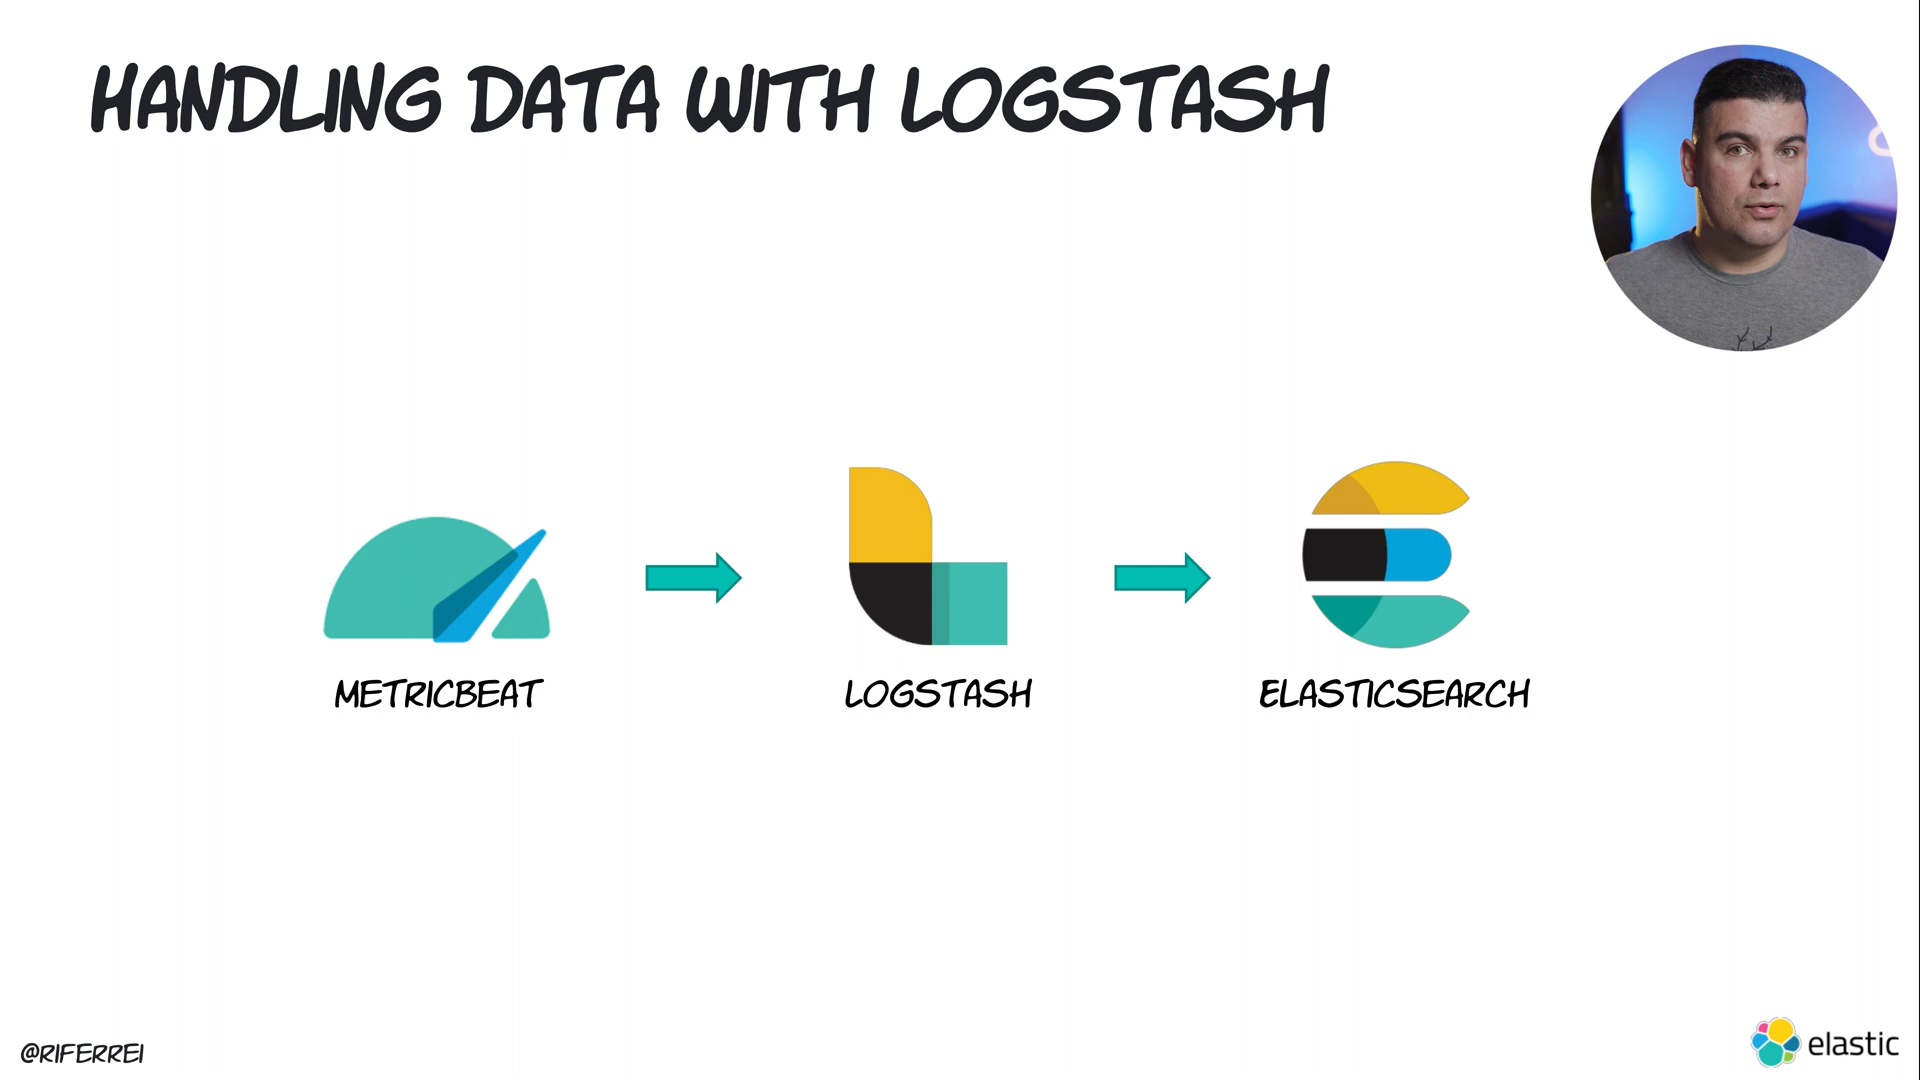 HANDLING DATA WITH LOGSTASH
METRICBEAT
LOGSTASH
ELASTICSEARCH
@RIFERREI
elastic